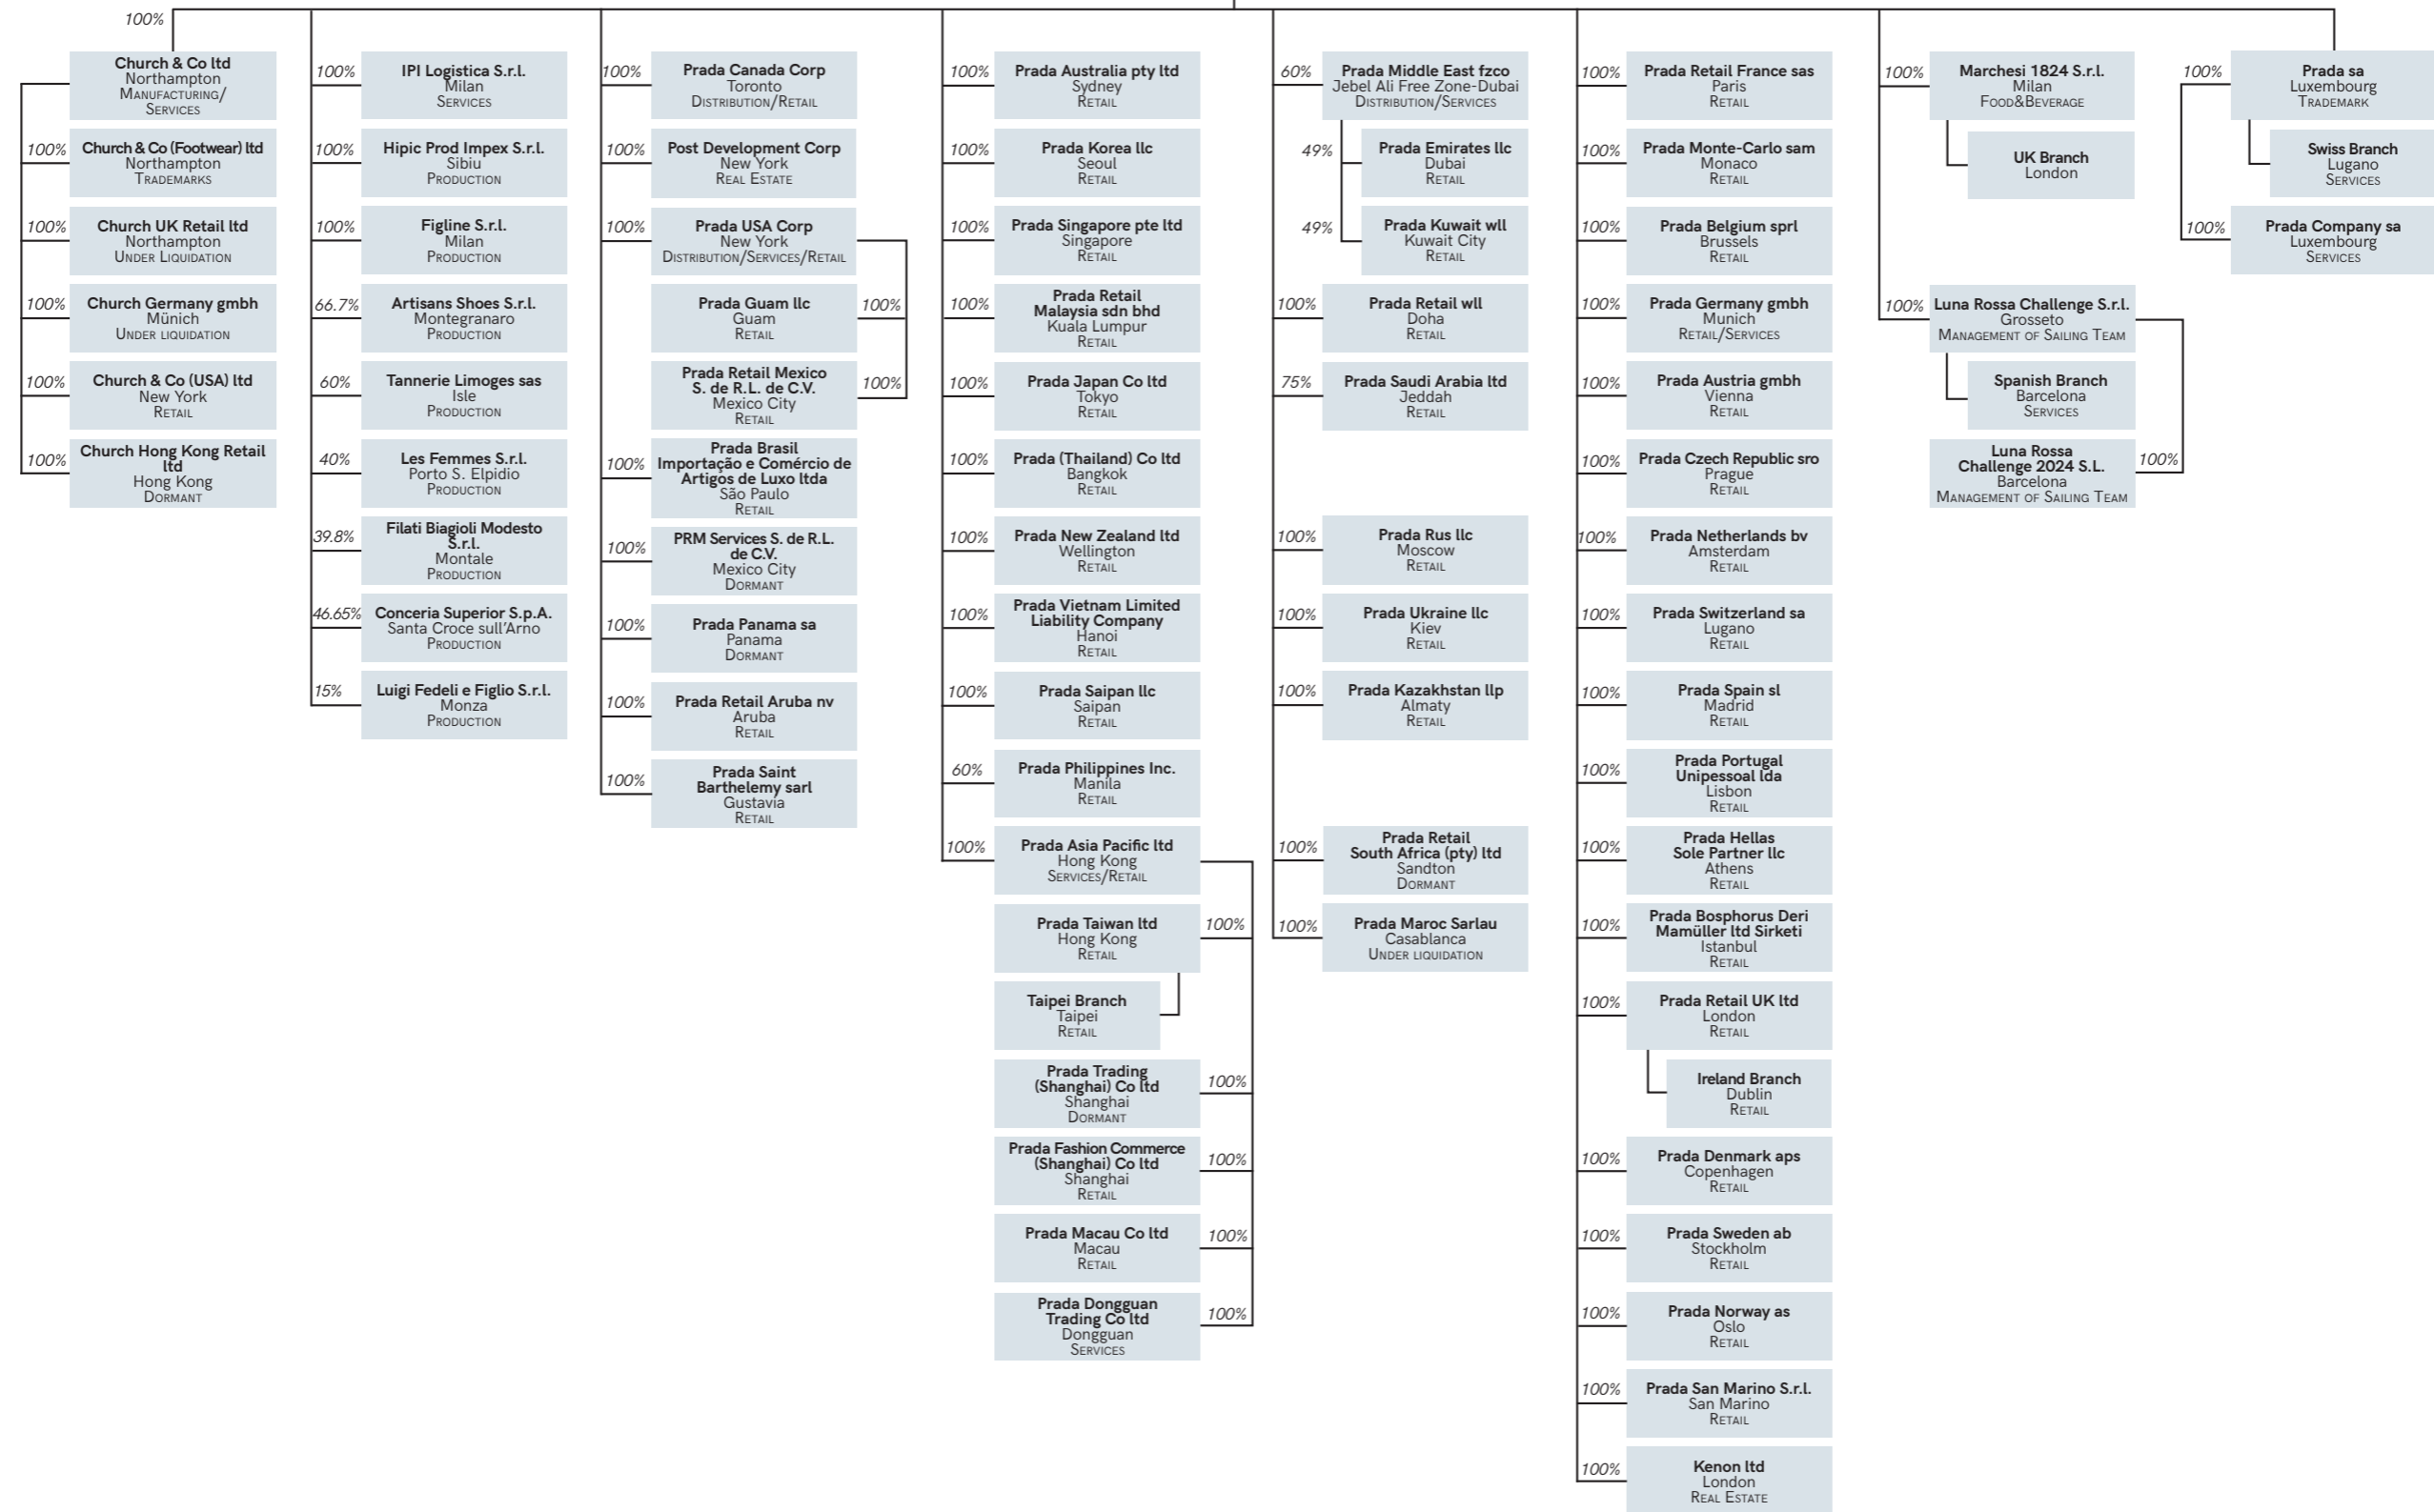 100%
Church & Co ltd
Northampton
Manufacturing/
Services
100%
Church & Co (Footwear) ltd
Northampton
Trademarks
100%
Church UK Retail ltd
Northampton
Under Liquidation
100%
Church Germany gmbh
Münich
Under liquidation
100%
Church & Co (USA) ltd
New York
Retail
100%
Church Hong Kong Retail
ltd
Hong Kong
Dormant
100%
IPI Logistica S.r.l.
Milan
Services
100%
Hipic Prod Impex S.r.l.
Sibiu
Production
100%
Figline S.r.l.
Milan
Production
66.7%
Artisans Shoes S.r.l.
Montegranaro
Production
60%
Tannerie Limoges sas
Isle
Production
40%
Les Femmes S.r.l.
Porto S. Elpidio
Production
39.8%
Filati Biagioli Modesto
S.r.l.
Montale
Production
46.65%
Conceria Superior S.p.A.
Santa Croce sull'Arno
Production
15%
Luigi Fedeli e Figlio S.r.l.
Monza
Production
100%
Prada Canada Corp
Toronto
Distribution/Retail
100%
Post Development Corp
New York
Real Estate
100%
Prada USA Corp
New York
Distribution/Services/Retail
Prada Guam llc
Guam
Retail
100%
Prada Retail Mexico
S. de R.L. de C.V.
Mexico City
Retail
100%
100%
Prada Brasil
Importação e Comércio de
Artigos de Luxo ltda
São Paulo
Retail
100%
PRM Services S. de R.L.
de C.V.
Mexico City
Dormant
100%
Prada Panama sa
Panama
Dormant
100%
Prada Retail Aruba nv
Aruba
Retail
100%
Prada Saint
Barthelemy sarl
Gustavia
Retail
100%
Prada Australia pty ltd
Sydney
Retail
100%
Prada Korea llc
Seoul
Retail
100%
Prada Singapore pte ltd
Singapore
Retail
100%
Prada Retail
Malaysia sdn bhd
Kuala Lumpur
Retail
100%
Prada Japan Co ltd
Tokyo
Retail
100%
Prada (Thailand) Co ltd
Bangkok
Retail
100%
Prada New Zealand ltd
Wellington
Retail
100%
Prada Vietnam Limited
Liability Company
Hanoi
Retail
100%
Prada Saipan llc
Saipan
Retail
60%
Prada Philippines Inc.
Manila
Retail
100%
Prada Asia Pacific ltd
Hong Kong
Services/Retail
Prada Taiwan ltd
Hong Kong
Retail
100%
Taipei Branch
Taipei
Retail
Prada Trading
(Shanghai) Co ltd
Shanghai
Dormant
100%
Prada Fashion Commerce
(Shanghai) Co ltd
Shanghai
Retail
100%
Prada Macau Co ltd
Macau
Retail
100%
Prada Dongguan
Trading Co ltd
Dongguan
Services
100%
60%
Prada Middle East fzco
Jebel Ali Free Zone-Dubai
Distribution/Services
49%
Prada Emirates llc
Dubai
Retail
49%
Prada Kuwait wll
Kuwait City
Retail
100%
Prada Retail wll
Doha
Retail
75%
Prada Saudi Arabia ltd
Jeddah
Retail
100%
Prada Rus llc
Moscow
Retail
100%
Prada Ukraine llc
Kiev
Retail
100%
Prada Kazakhstan llp
Almaty
Retail
100%
Prada Retail
South Africa (pty) ltd
Sandton
Dormant
100%
Prada Maroc Sarlau
Casablanca
Under liquidation
100%
Prada Retail France sas
Paris
Retail
100%
Prada Monte-Carlo sam
Monaco
Retail
100%
Prada Belgium sprl
Brussels
Retail
100%
Prada Germany gmbh
Munich
Retail/Services
100%
Prada Austria gmbh
Vienna
Retail
100%
Prada Czech Republic sro
Prague
Retail
100%
Prada Netherlands bv
Amsterdam
Retail
100%
Prada Switzerland sa
Lugano
Retail
100%
Prada Spain sl
Madrid
Retail
100%
Prada Portugal
Unipessoal lda
Lisbon
Retail
100%
Prada Hellas
Sole Partner llc
Athens
Retail
100%
Prada Bosphorus Deri
Mamüller ltd Sirketi
Istanbul
Retail
100%
Prada Retail UK ltd
London
Retail
Ireland Branch
Dublin
Retail
100%
Prada Denmark aps
Copenhagen
Retail
100%
Prada Sweden ab
Stockholm
Retail
100%
Prada Norway as
Oslo
Retail
100%
Prada San Marino S.r.l.
San Marino
Retail
100%
Kenon ltd
London
Real Estate
100%
Marchesi 1824 S.r.l.
Milan
Food&Beverage
UK Branch
London
100%
Luna Rossa Challenge S.r.l.
Grosseto
Management of Sailing Team
Spanish Branch
Barcelona
Services
Luna Rossa
Challenge 2024 S.L.
Barcelona
Management of Sailing Team
100%
100%
Prada sa
Luxembourg
Trademark
Swiss Branch
Lugano
Services
100%
Prada Company sa
Luxembourg
Services